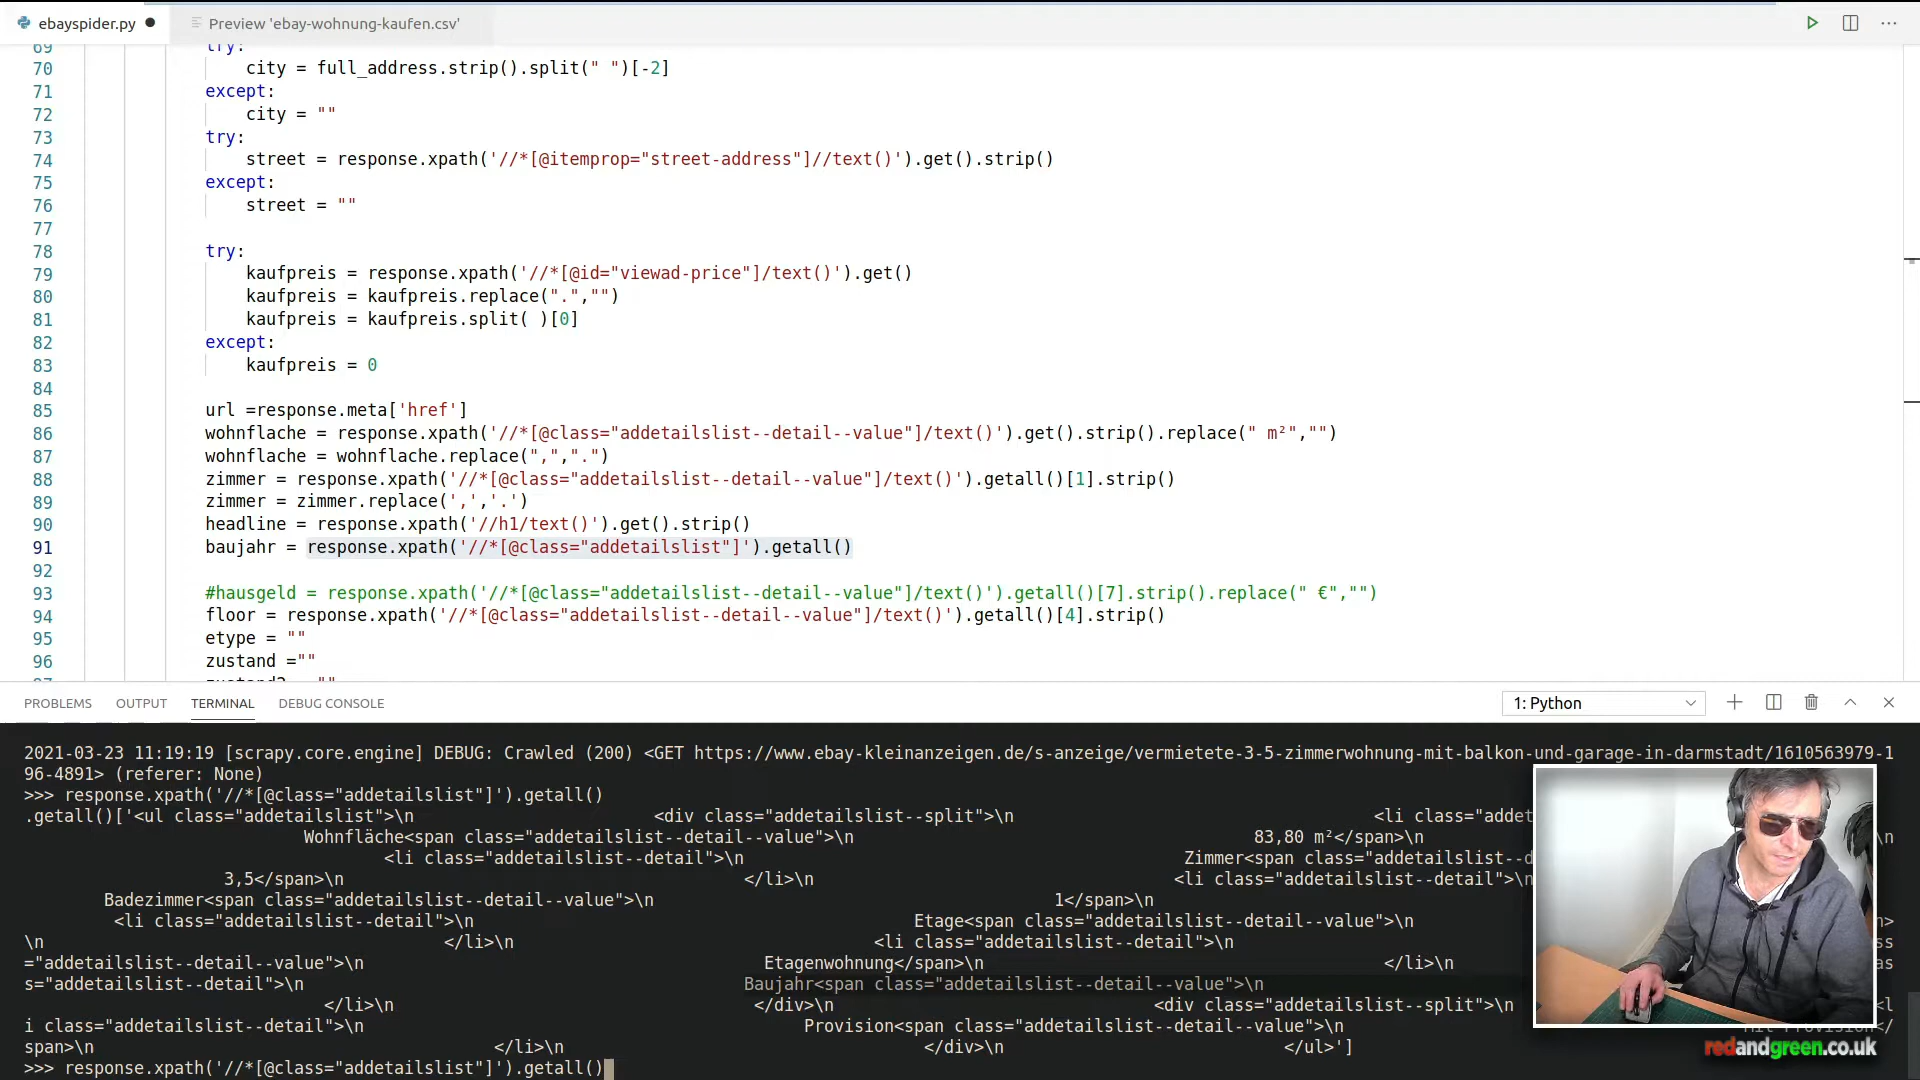 ebayspider.py ● Preview 'ebay-wohnung-kaufen.csv'
69 try:
70 city = full_address.strip().split(" ")[-2]
71 except:
72 city = ""
73 try:
74 street = response.xpath('//*[@itemprop="street-address"]//text()').get().strip()
75 except:
76 street = ""
77
78 try:
79 kaufpreis = response.xpath('//*[@id="viewad-price"]/text()').get()
80 kaufpreis = kaufpreis.replace(".","")
81 kaufpreis = kaufpreis.split( )[0]
82 except:
83 kaufpreis = 0
84
85 url =response.meta['href']
86 wohnflache = response.xpath('//*[@class="addetailslist--detail--value"]/text()').get().strip().replace(" m²","")
87 wohnflache = wohnflache.replace(",",".")
88 zimmer = response.xpath('//*[@class="addetailslist--detail--value"]/text()').getall()[1].strip()
89 zimmer = zimmer.replace(',','.')
90 headline = response.xpath('//h1/text()').get().strip()
91 baujahr = response.xpath('//*[@class="addetailslist"]').getall()
92
93 #hausgeld = response.xpath('//*[@class="addetailslist--detail--value"]/text()').getall()[7].strip().replace(" €","")
94 floor = response.xpath('//*[@class="addetailslist--detail--value"]/text()').getall()[4].strip()
95 etype = ""
96 zustand =""
PROBLEMS OUTPUT TERMINAL DEBUG CONSOLE 1: Python
2021-03-23 11:19:19 [scrapy.core.engine] DEBUG: Crawled (200) <GET https://www.ebay-kleinanzeigen.de/s-anzeige/vermietete-3-5-zimmerwohnung-mit-balkon-und-garage-in-darmstadt/1610563979-1
96-4891> (referer: None)
>>> response.xpath('//*[@class="addetailslist"]').getall()
.getall()['<ul class="addetailslist">\n <div class="addetailslist--split">\n <li class="addet
Wohnfläche<span class="addetailslist--detail--value">\n 83,80 m²</span>\n \n
<li class="addetailslist--detail">\n Zimmer<span class="addetailslist--d
3,5</span>\n </li>\n <li class="addetailslist--detail">\n
Badezimmer<span class="addetailslist--detail--value">\n 1</span>\n
<li class="addetailslist--detail">\n Etage<span class="addetailslist--detail--value">\n n>
\n </li>\n <li class="addetailslist--detail">\n ss
="addetailslist--detail--value">\n Etagenwohnung</span>\n </li>\n as
s="addetailslist--detail">\n Baujahr<span class="addetailslist--detail--value">\n
</li>\n </div>\n <div class="addetailslist--split">\n <l
i class="addetailslist--detail">\n Provision<span class="addetailslist--detail--value">\n </
span>\n </li>\n </div>\n </ul>']
>>> response.xpath('//*[@class="addetailslist"]').getall()
redandgreen.co.uk